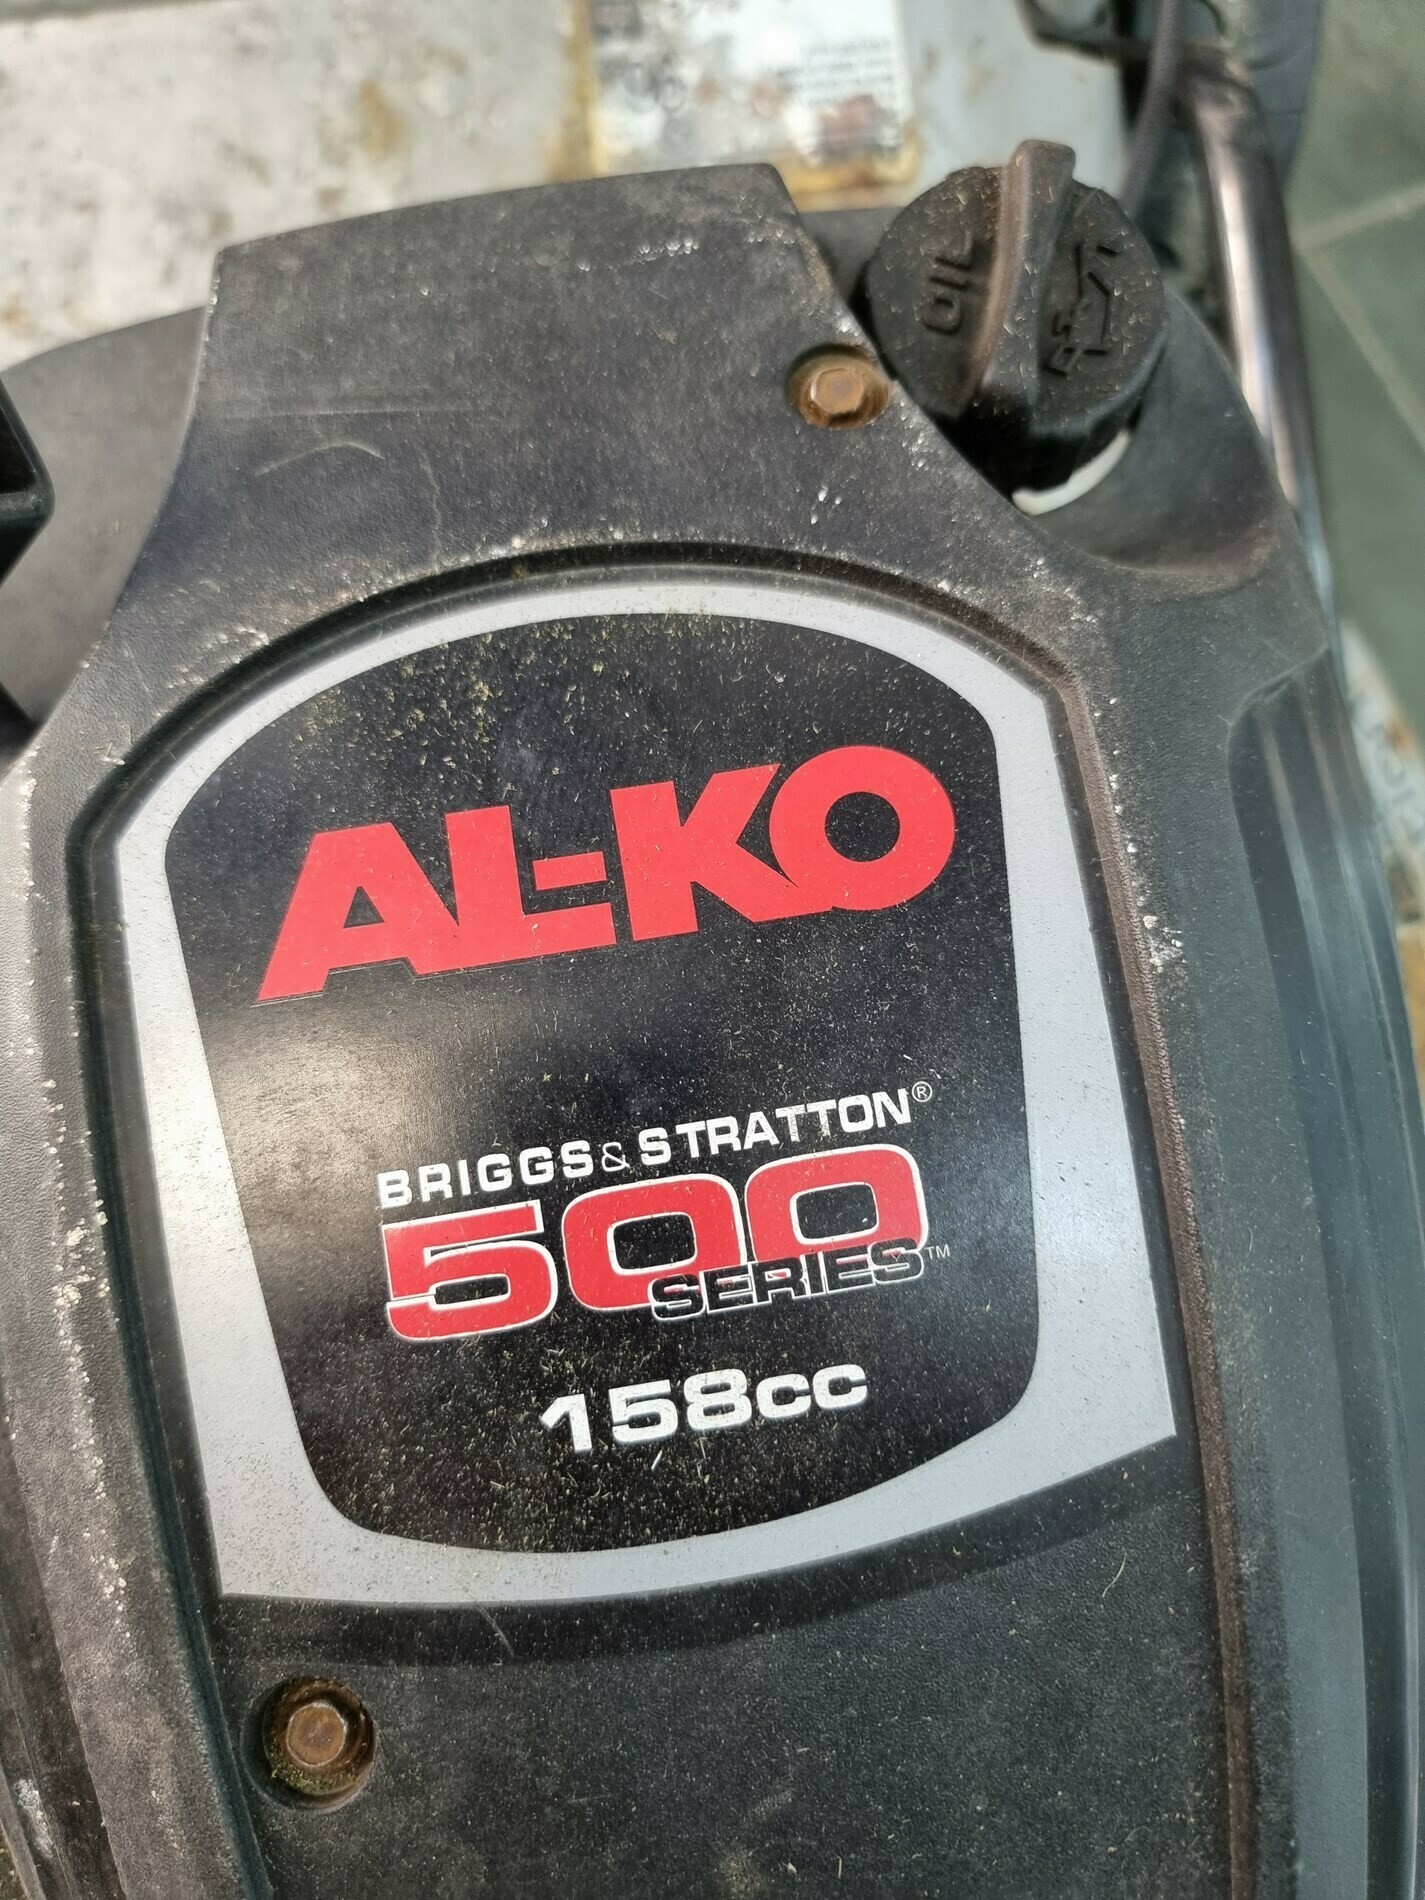 OIL
AL-KO
BRIGGS & STRATTON®
500
SERIES™
158cc